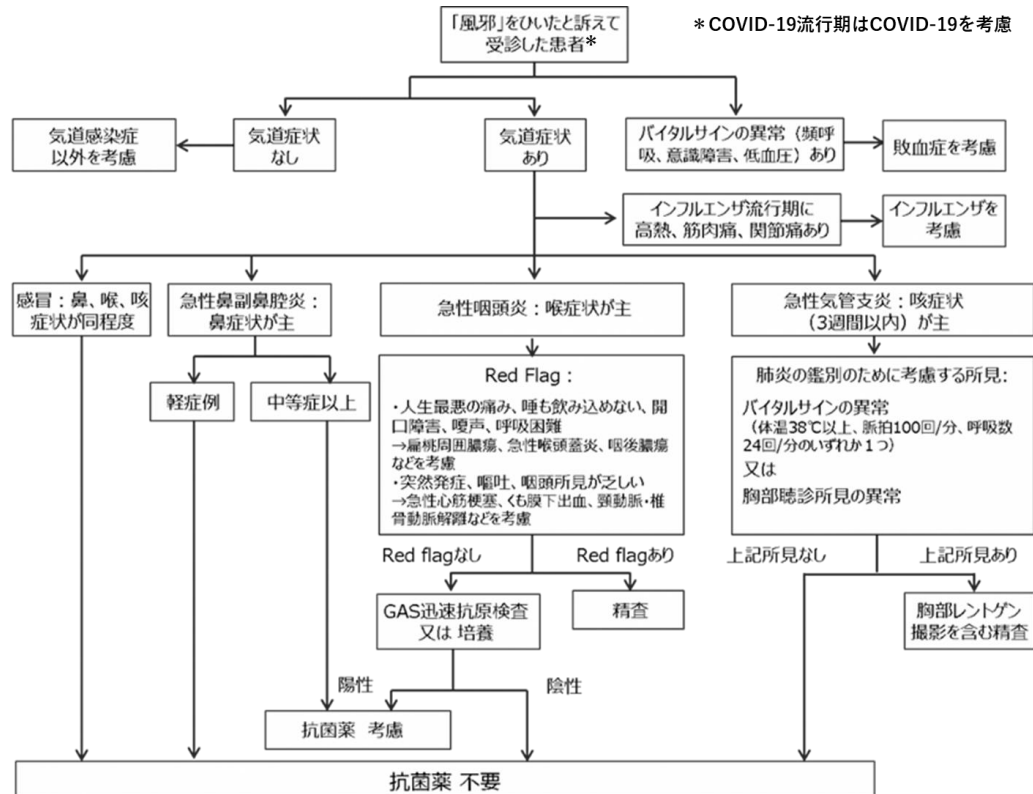 「風邪」をひいたと訴えて
受診した患者*
*COVID-19流行期はCOVID-19を考慮
気道感染症
以外を考慮
気道症状
なし
気道症状
あり
バイタルサインの異常（頻呼
吸、意識障害、低血圧）あり
敗血症を考慮
インフルエンザ流行期に
高熱、筋肉痛、関節痛あり
インフルエンザを
考慮
感冒：鼻、喉、咳
症状が同程度
急性鼻副鼻腔炎：
鼻症状が主
急性咽頭炎：喉症状が主
急性気管支炎：咳症状
（3週間以内）が主
軽症例
中等症以上
Red Flag：
・人生最悪の痛み、唾も飲み込めない、開
口障害、嗄声、呼吸困難
→扁桃周囲膿瘍、急性喉頭蓋炎、咽後膿瘍
などを考慮
・突然発症、嘔吐、咽頭所見が乏しい
→急性心筋梗塞、くも膜下出血、頸動脈・椎
骨動脈解離などを考慮
肺炎の鑑別のために考慮する所見：
バイタルサインの異常
（体温38℃以上、脈拍100回/分、呼吸数
24回/分のいずれか１つ）
又は
胸部聴診所見の異常
Red flagなし
Red flagあり
上記所見なし
上記所見あり
GAS迅速抗原検査
又は 培養
精査
胸部レントゲン
撮影を含む精査
陽性
陰性
抗菌薬 考慮
抗菌薬 不要